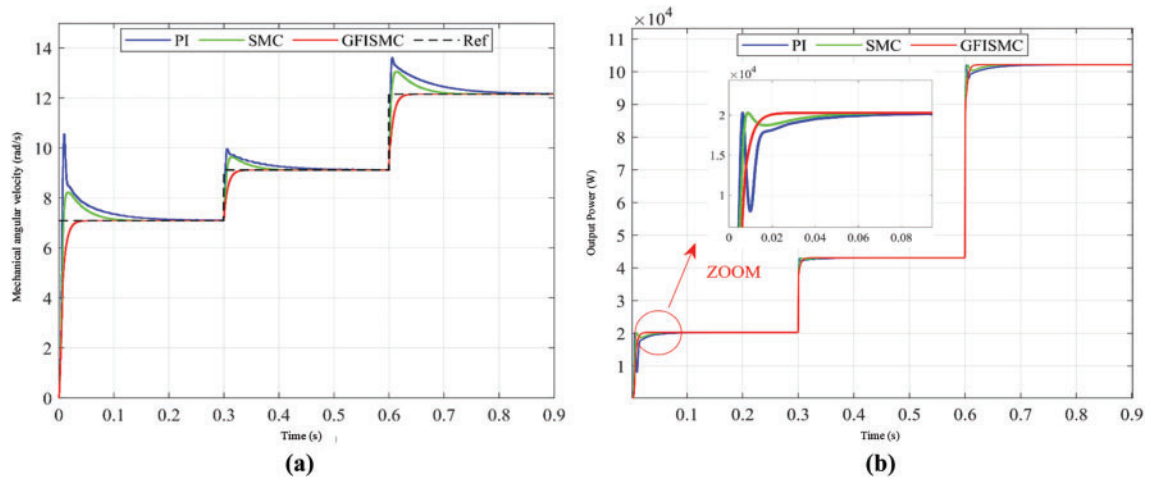 PI SMC GFISMC Ref
14
12
10
8
6
4
2
0
0 0.1 0.2 0.3 0.4 0.5 0.6 0.7 0.8 0.9
Mechanical angular velocity (rad/s)
Time (s)
(a)
×10⁴
PI SMC GFISMC
11
10
9
8
7
6
5
4
3
2
1
0.1 0.2 0.3 0.4 0.5 0.6 0.7 0.8 0.9
Output Power (W)
Time (s)
×10⁴
2
1.5
1
0 0.02 0.04 0.06 0.08
ZOOM
(b)